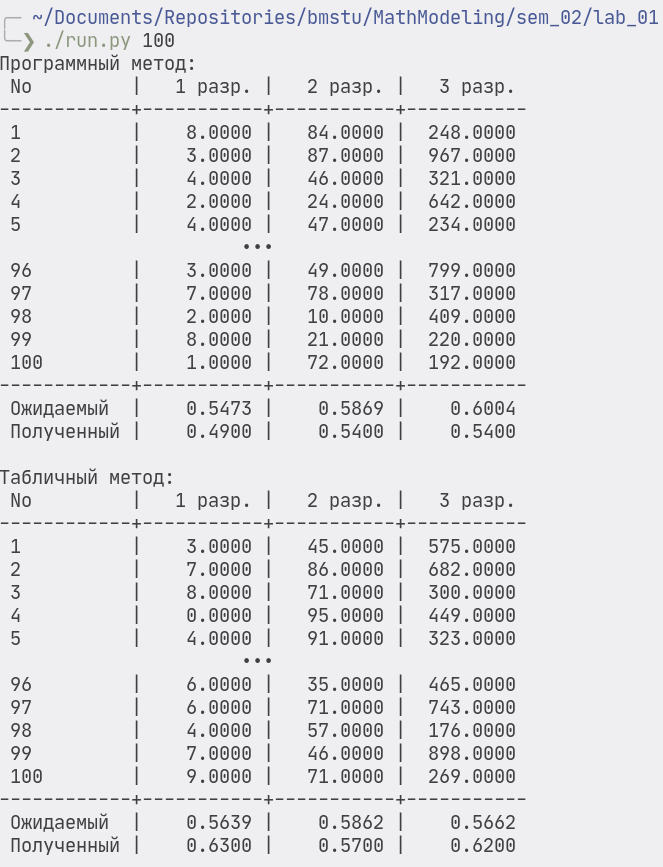 ~/Documents/Repositories/bmstu/MathModeling/sem_02/lab_01
❯ ./run.py 100
Программный метод:
No | 1 разр. | 2 разр. | 3 разр.
------------+-----------+-----------+-----------
1 | 8.0000 | 84.0000 | 248.0000
2 | 3.0000 | 87.0000 | 967.0000
3 | 4.0000 | 46.0000 | 321.0000
4 | 2.0000 | 24.0000 | 642.0000
5 | 4.0000 | 47.0000 | 234.0000
•••
96 | 3.0000 | 49.0000 | 799.0000
97 | 7.0000 | 78.0000 | 317.0000
98 | 2.0000 | 10.0000 | 409.0000
99 | 8.0000 | 21.0000 | 220.0000
100 | 1.0000 | 72.0000 | 192.0000
------------+-----------+-----------+-----------
Ожидаемый | 0.5473 | 0.5869 | 0.6004
Полученный | 0.4900 | 0.5400 | 0.5400
Табличный метод:
No | 1 разр. | 2 разр. | 3 разр.
------------+-----------+-----------+-----------
1 | 3.0000 | 45.0000 | 575.0000
2 | 7.0000 | 86.0000 | 682.0000
3 | 8.0000 | 71.0000 | 300.0000
4 | 0.0000 | 95.0000 | 449.0000
5 | 4.0000 | 91.0000 | 323.0000
•••
96 | 6.0000 | 35.0000 | 465.0000
97 | 6.0000 | 71.0000 | 743.0000
98 | 4.0000 | 57.0000 | 176.0000
99 | 7.0000 | 46.0000 | 898.0000
100 | 9.0000 | 71.0000 | 269.0000
------------+-----------+-----------+-----------
Ожидаемый | 0.5639 | 0.5862 | 0.5662
Полученный | 0.6300 | 0.5700 | 0.6200